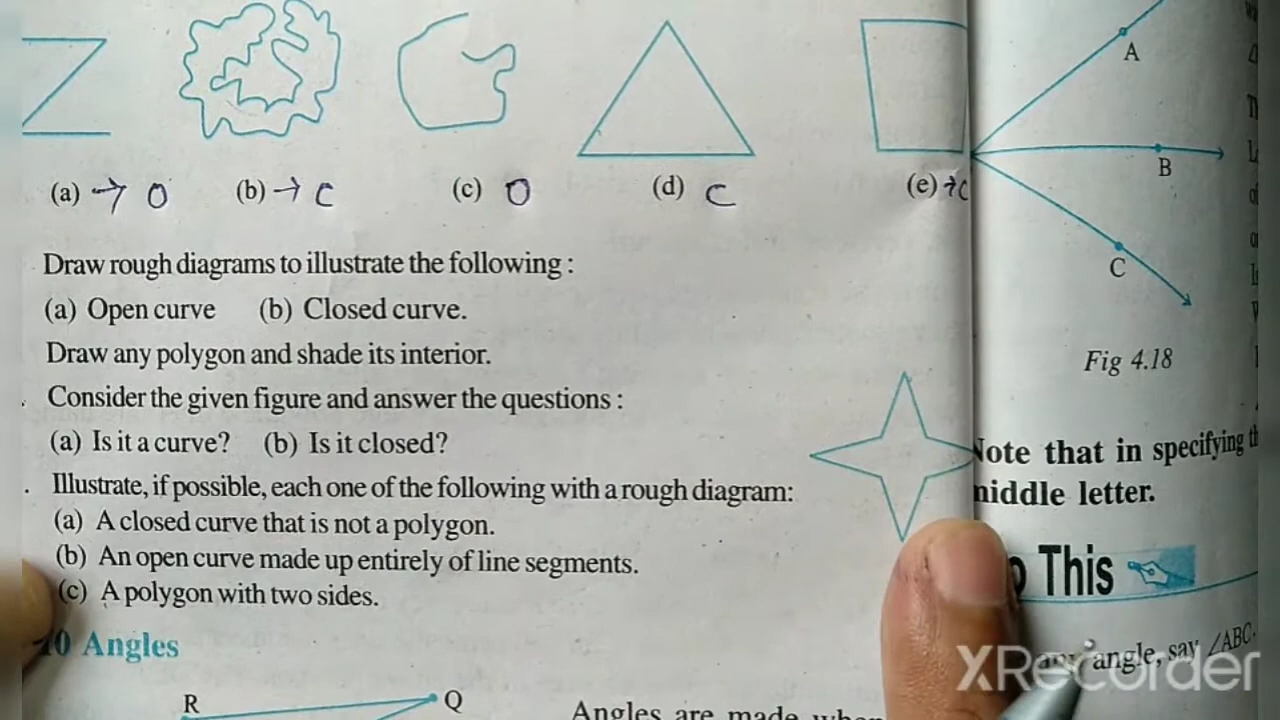 (a) → O (b) → C (c) O (d) C (e) → C
Draw rough diagrams to illustrate the following :
(a) Open curve (b) Closed curve.
Draw any polygon and shade its interior.
Consider the given figure and answer the questions :
(a) Is it a curve? (b) Is it closed?
Illustrate, if possible, each one of the following with a rough diagram:
(a) A closed curve that is not a polygon.
(b) An open curve made up entirely of line segments.
(c) A polygon with two sides.
Angles
R Q
Angles are made when
A
B
C
Fig 4.18
Note that in specifying
middle letter.
This
angle, say ∠ABC.
XRecorder